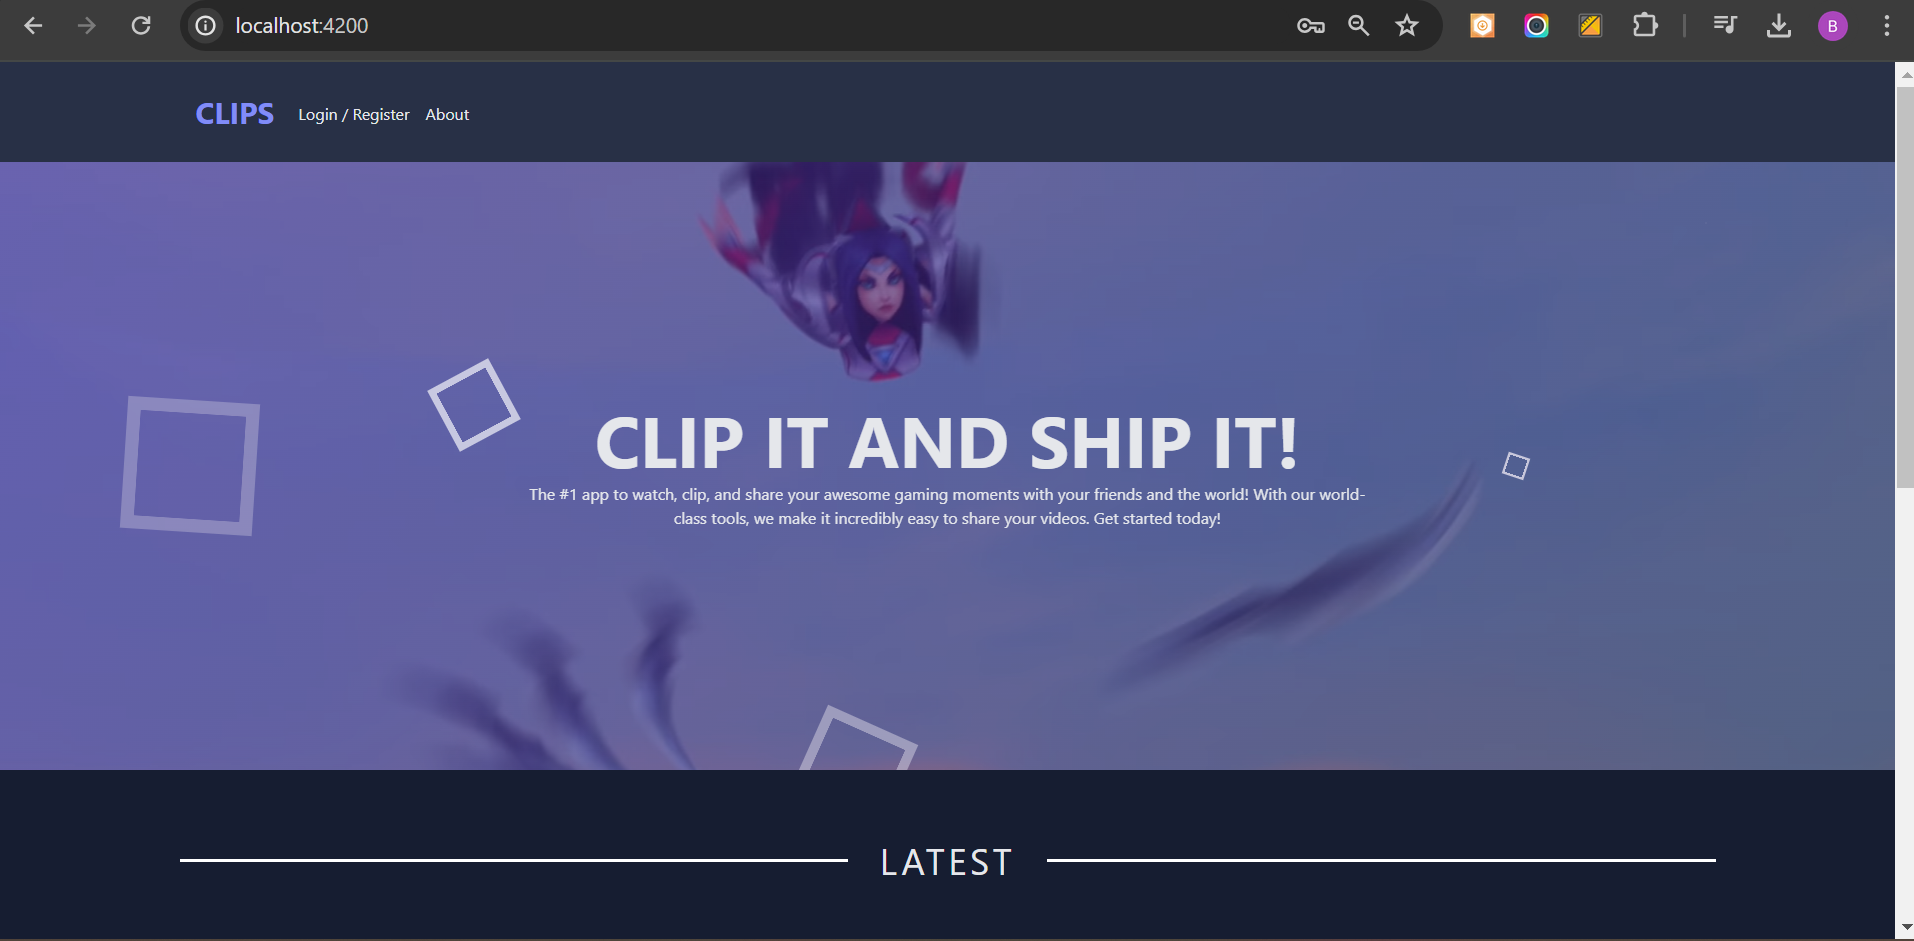 localhost:4200
B
CLIPS Login / Register About
CLIP IT AND SHIP IT!
The #1 app to watch, clip, and share your awesome gaming moments with your friends and the world! With our world-
class tools, we make it incredibly easy to share your videos. Get started today!
LATEST